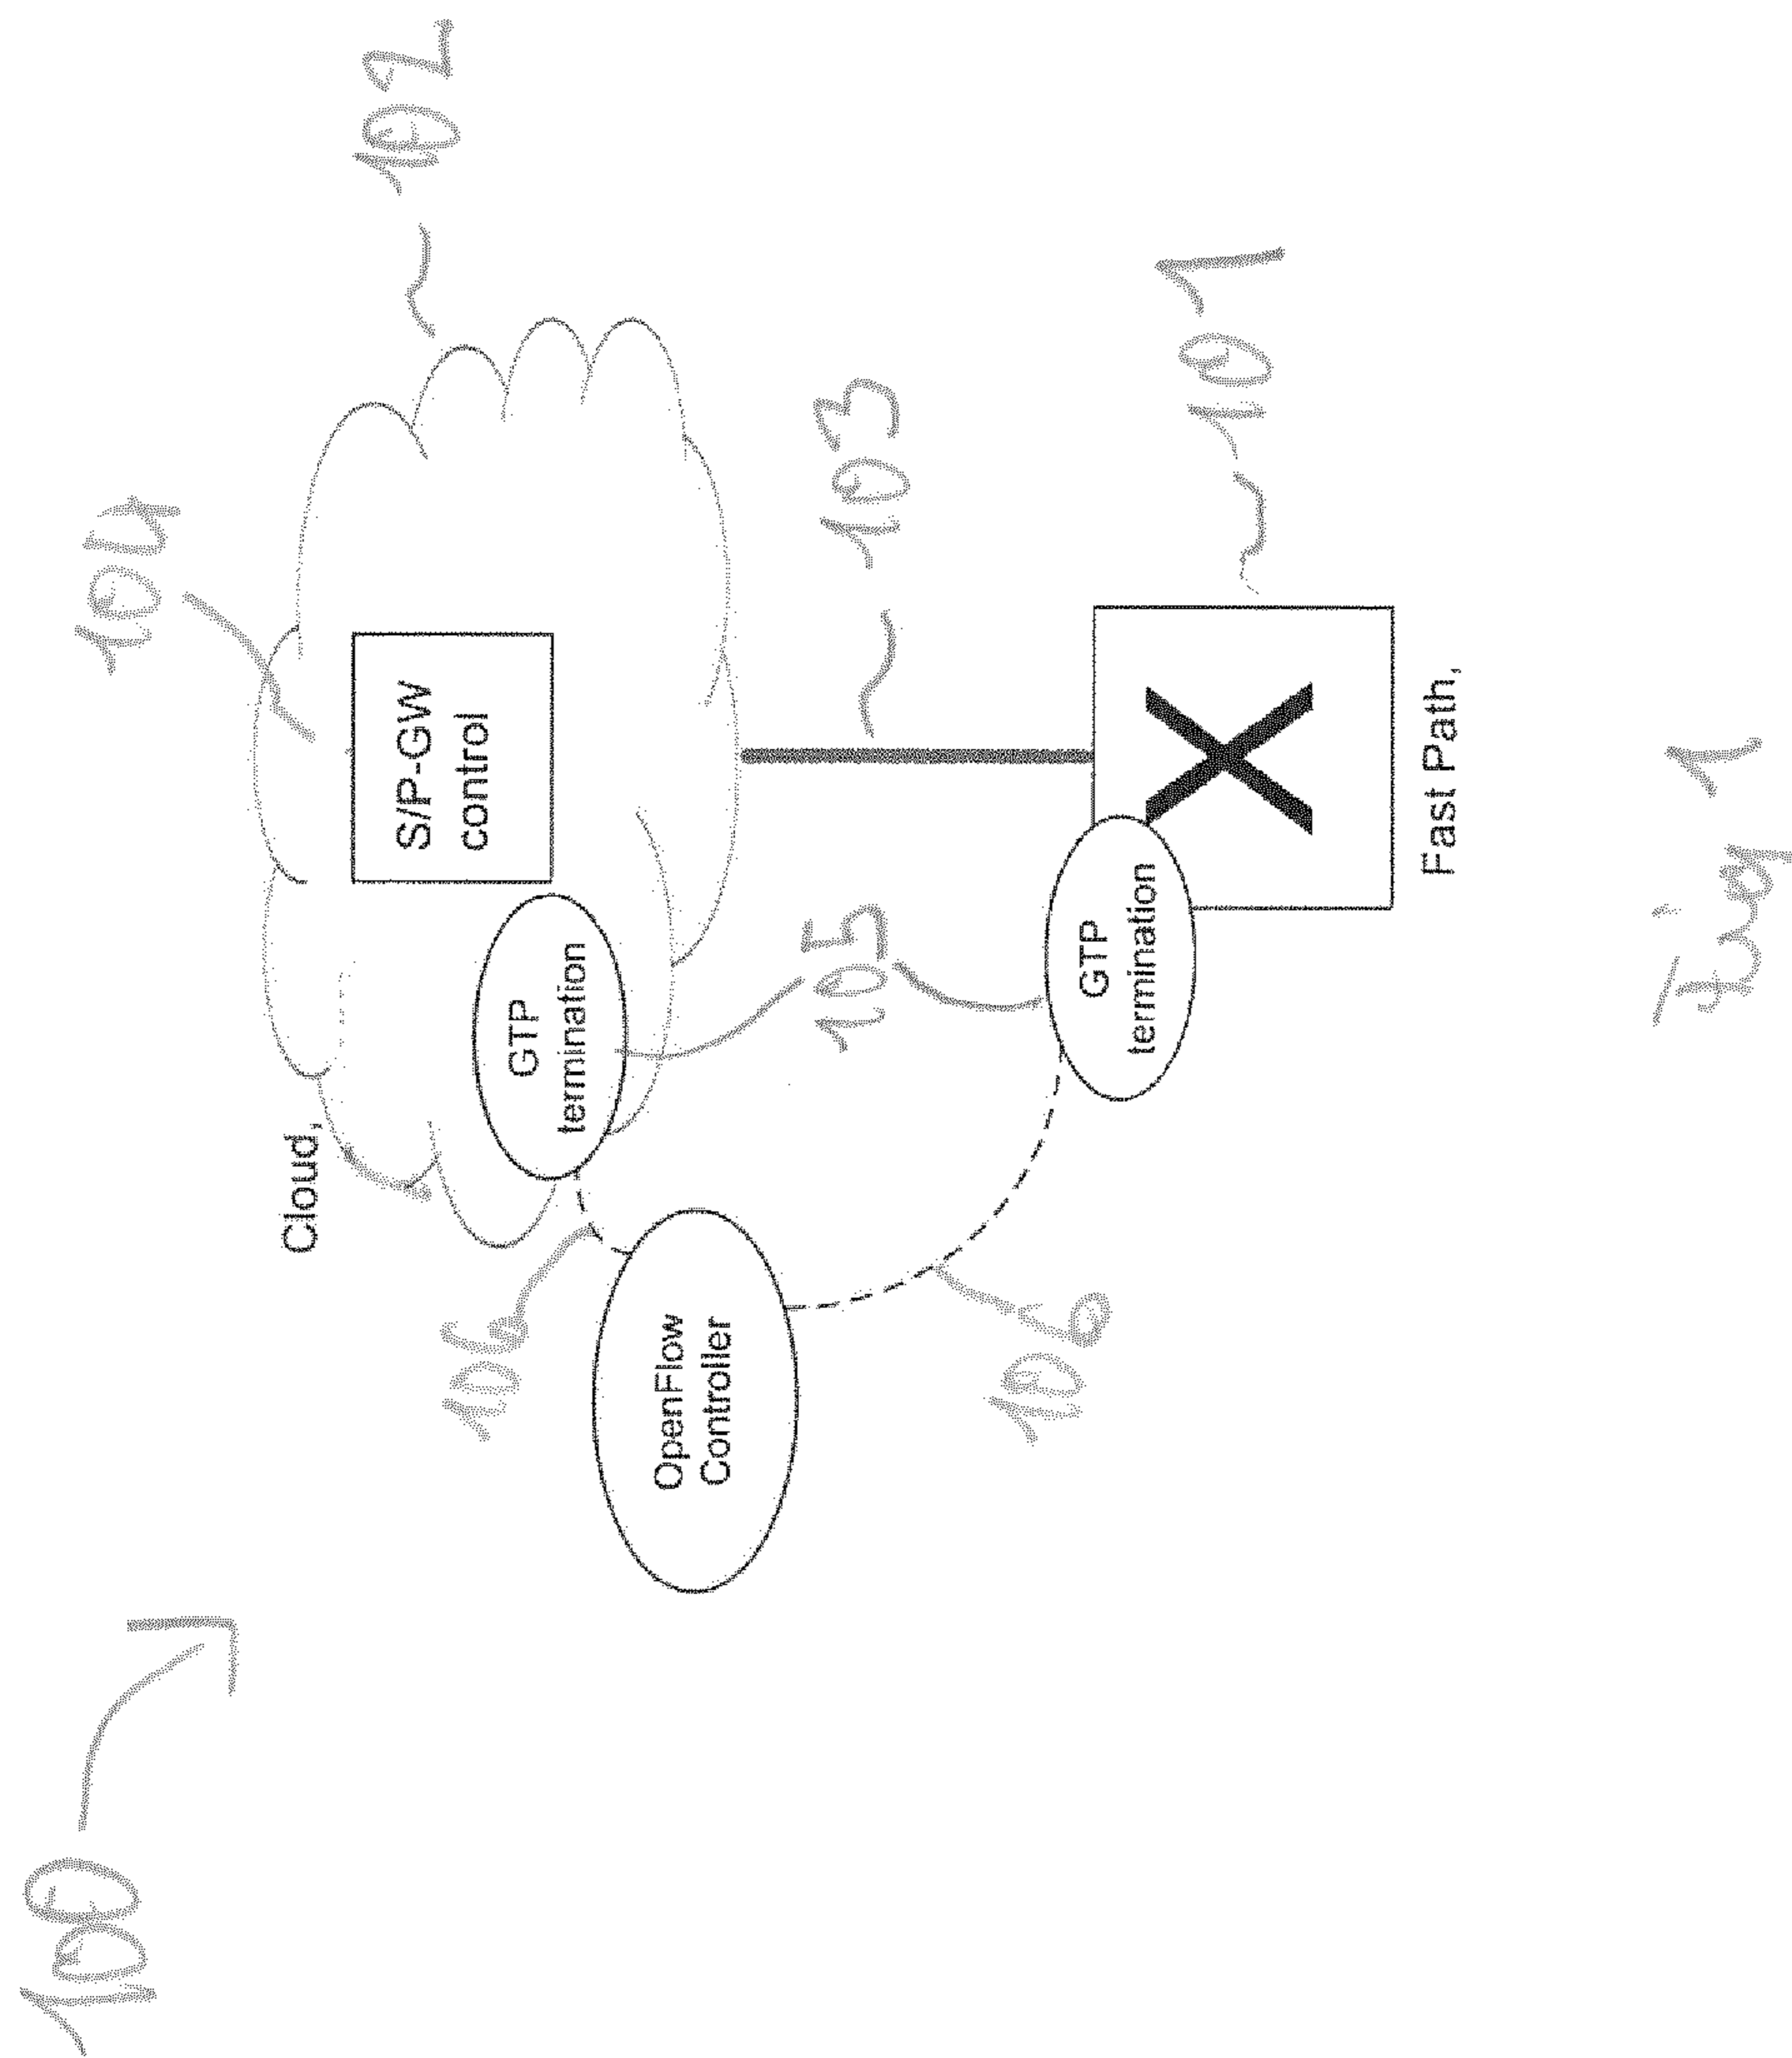 100
104
102
Cloud,
S/P-GW
control
GTP
termination
106
OpenFlow
Controller
105
103
106
GTP
termination
101
Fast Path,
Fig 1